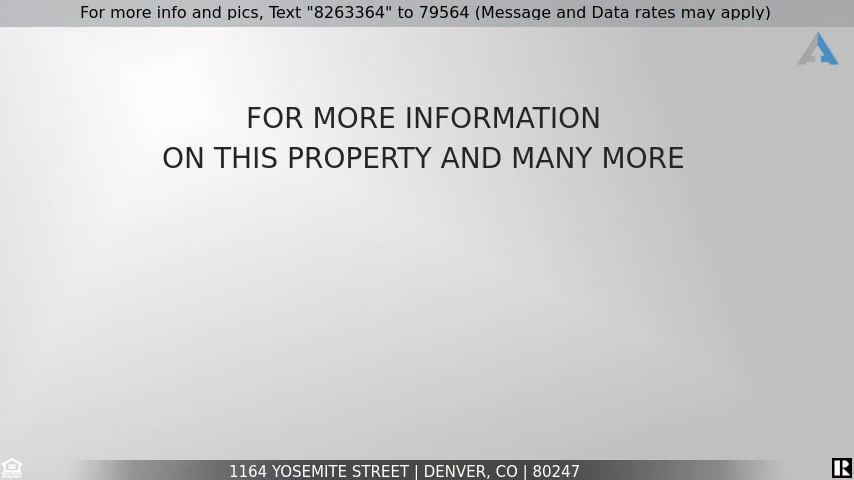 For more info and pics, Text "8263364" to 79564 (Message and Data rates may apply)
FOR MORE INFORMATION
ON THIS PROPERTY AND MANY MORE
1164 YOSEMITE STREET | DENVER, CO | 80247